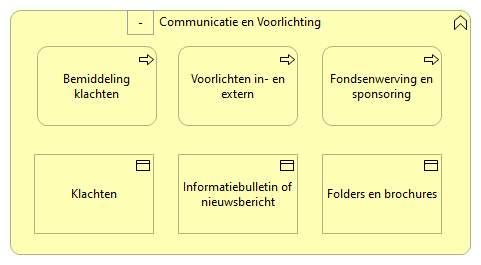 - Communicatie en Voorlichting
Bemiddeling
klachten
Voorlichten in- en
extern
Fondsenwerving en
sponsoring
Klachten
Informatiebulletin of
nieuwsbericht
Folders en brochures